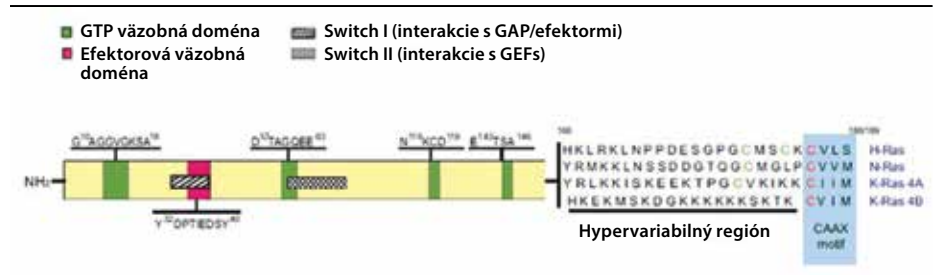 GTP väzobná doména
Efektorová väzobná
doména
Switch I (interakcie s GAP/efektormi)
Switch II (interakcie s GEFs)
G10AGGVGKSA18
D57TAGQEE63
N116KCD119
E143TSA146
166
188/189
NH2
Y32DPTIEDSY40
HKLRKLNPPDESGPGCMSCKCVLS H-Ras
YRMKKLNSSDDGTQGCMGLPCVVM N-Ras
YRLKKISKEEKTPGCVKIKKCIIM K-Ras 4A
HKEKMSKDGKKKKKKSKTKCVIM K-Ras 4B
Hypervariabilný región
CAAX
motif